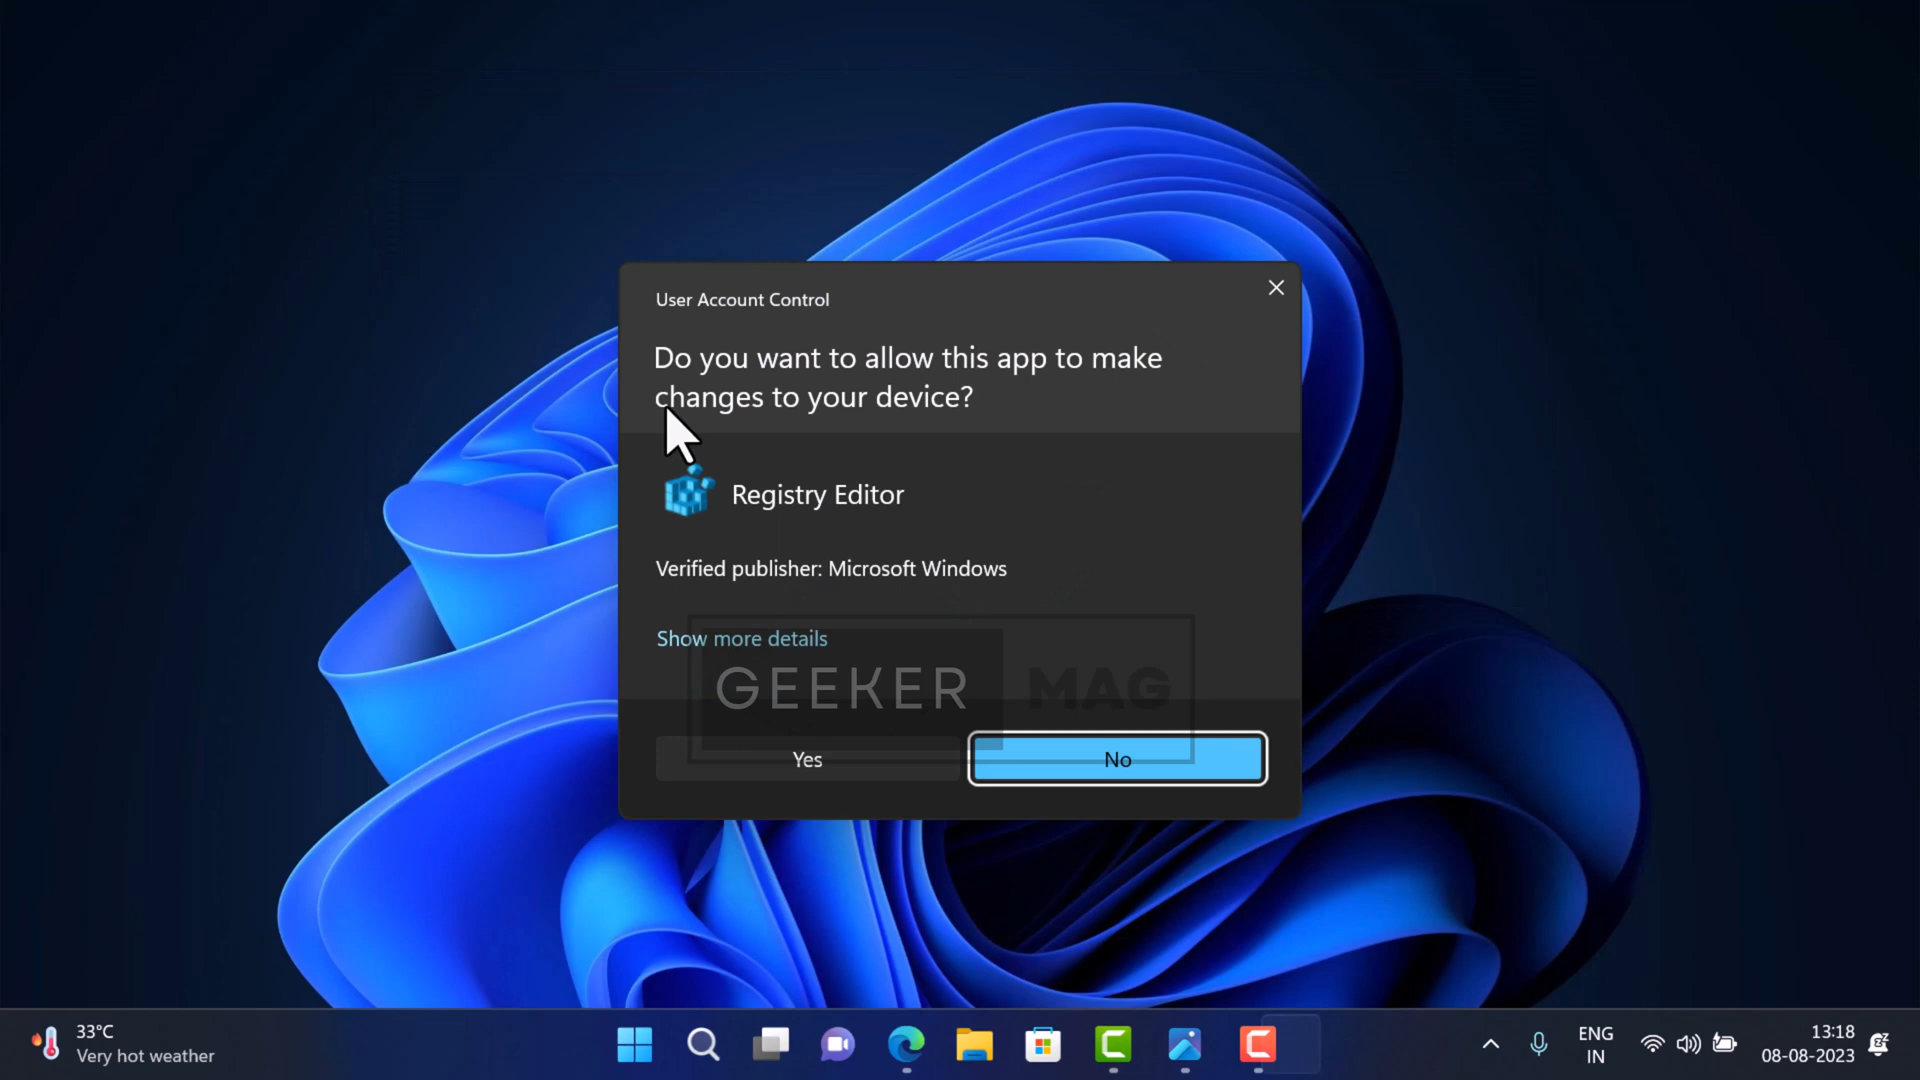 User Account Control
Do you want to allow this app to make
changes to your device?
Registry Editor
Verified publisher: Microsoft Windows
Show more details
GEEKER MAG
Yes
No
33°C
Very hot weather
ENG
IN
13:18
08-08-2023